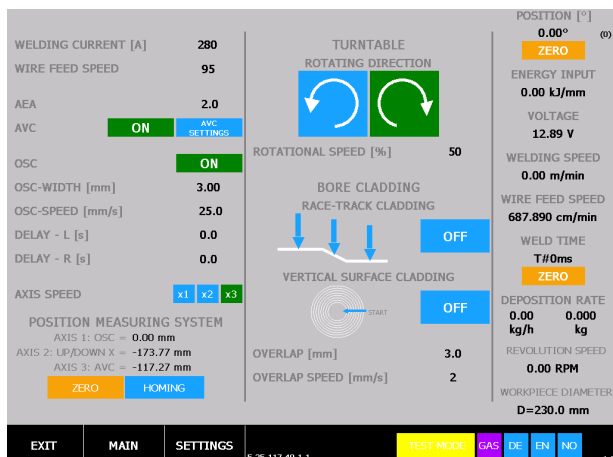 WELDING CURRENT [A] 280
WIRE FEED SPEED 95
AEA 2.0
AVC ON AVC SETTINGS
OSC ON
OSC-WIDTH [mm] 3.00
OSC-SPEED [mm/s] 25.0
DELAY - L [s] 0.0
DELAY - R [s] 0.0
AXIS SPEED x1 x2 x3
POSITION MEASURING SYSTEM
AXIS 1: OSC = 0.00 mm
AXIS 2: UP/DOWN X = -173.77 mm
AXIS 3: AVC = -117.27 mm
ZERO HOMING
TURNTABLE
ROTATING DIRECTION
ROTATIONAL SPEED [%] 50
BORE CLADDING
RACE-TRACK CLADDING
OFF
VERTICAL SURFACE CLADDING
START
OFF
OVERLAP [mm] 3.0
OVERLAP SPEED [mm/s] 2
POSITION [°]
0.00° (0)
ZERO
ENERGY INPUT
0.00 kJ/mm
VOLTAGE
12.89 V
WELDING SPEED
0.00 m/min
WIRE FEED SPEED
687.890 cm/min
WELD TIME
T#0ms
ZERO
DEPOSITION RATE
0.00 0.000
kg/h kg
REVOLUTION SPEED
0.00 RPM
WORKPIECE DIAMETER
D=230.0 mm
EXIT MAIN SETTINGS TEST MODE GAS DE EN NO